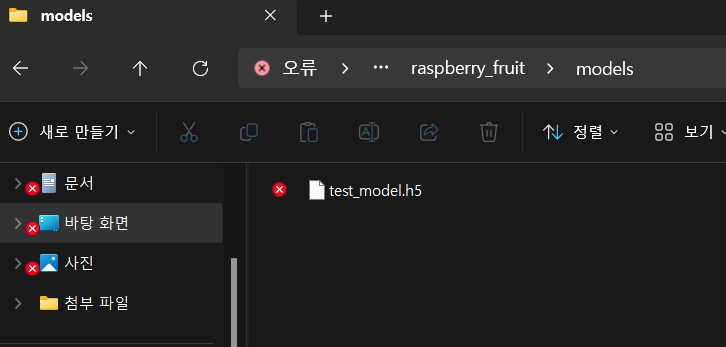 models
오류 > ... raspberry_fruit > models
새로 만들기 정렬 보기
문서
test_model.h5
바탕 화면
사진
첨부 파일